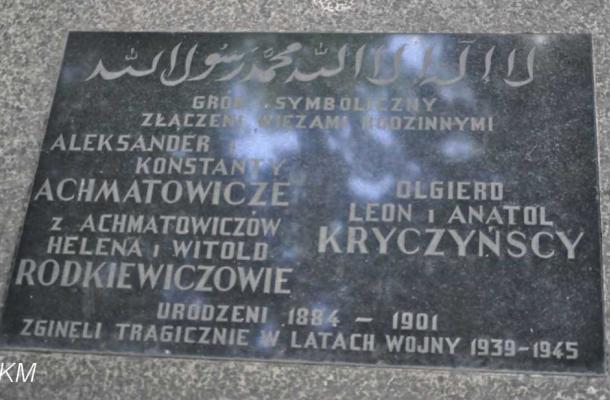 لا إله إلا الله محمد رسول الله
GRÓB SYMBOLICZNY
ZŁĄCZENI WIĘZAMI RODZINNYMI
ALEKSANDER I
KONSTANTY
ACHMATOWICZE
Z ACHMATOWICZÓW
HELENA I WITOLD
RODKIEWICZOWIE
OLGIERD
LEON I ANATOL
KRYCZYŃSCY
URODZENI 1884 – 1901
ZGINĘLI TRAGICZNIE W LATACH WOJNY 1939-1945
KM